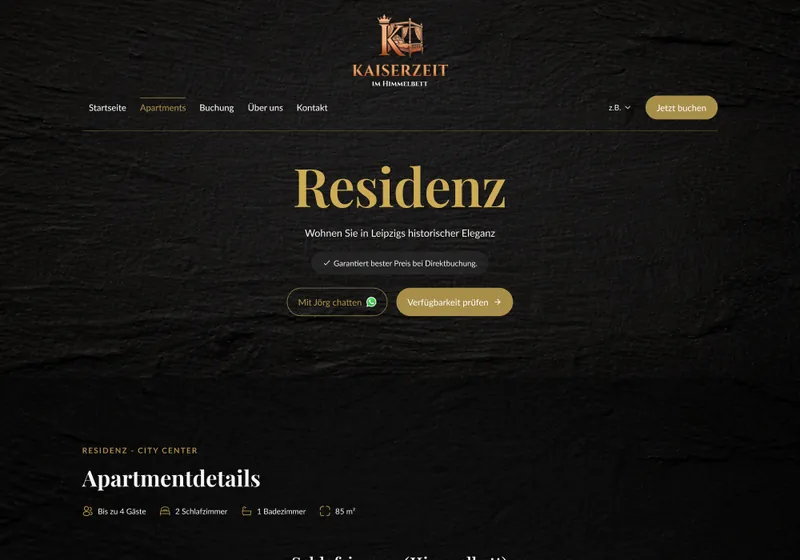 KAISERZEIT
IM HIMMELBETT
Startseite Apartments Buchung Über uns Kontakt z.B. Jetzt buchen
Residenz
Wohnen Sie in Leipzigs historischer Eleganz
Garantiert bester Preis bei Direktbuchung.
Mit Jörg chatten Verfügbarkeit prüfen
RESIDENZ - CITY CENTER
Apartmentdetails
Bis zu 4 Gäste 2 Schlafzimmer 1 Badezimmer 85 m²